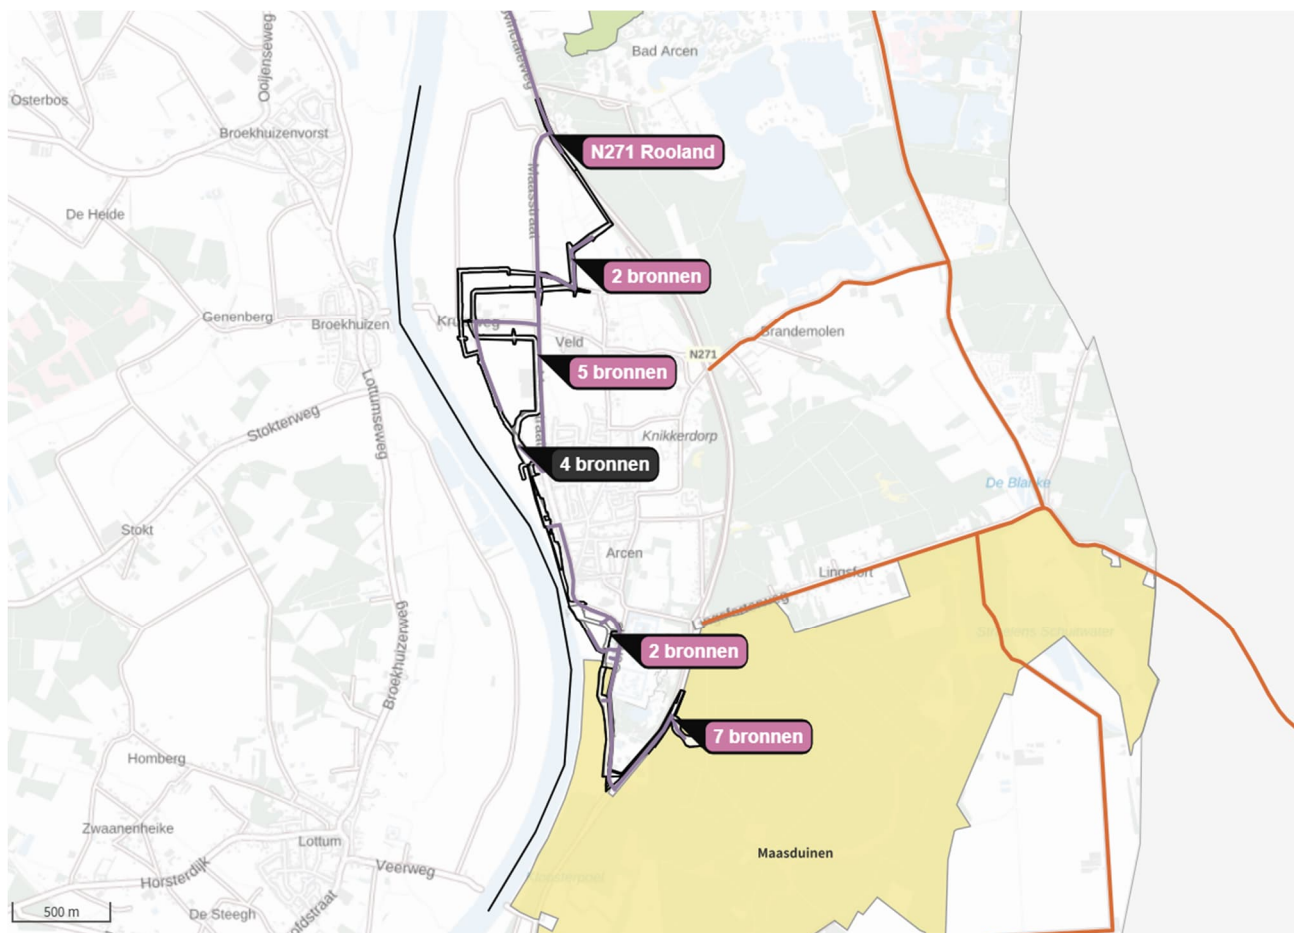 Bad Arcen
Ooijenseweg
Osterbos
Broekhuizenvorst
N271 Rooland
Maasstraat
De Heide
2 bronnen
Genenberg
Broekhuizen
Veld
Brandemolen
N271
5 bronnen
Lottumseweg
Stokterweg
Knikkerdorp
4 bronnen
De Blanke
Stokt
Arcen
Lingsfort
Broekhuizerweg
2 bronnen
7 bronnen
Homberg
Zwaanenheike
Lottum
Maasduinen
Veerweg
Horsterdijk
500 m
De Steegh